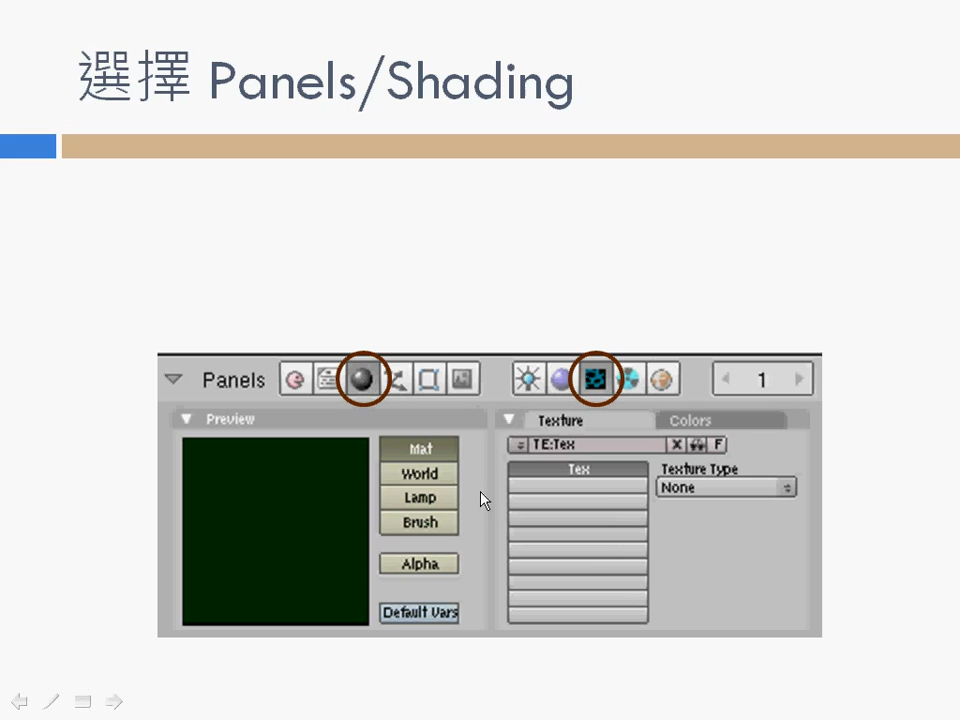 選擇 Panels/Shading
Panels
1
Preview
Texture
Colors
Mat
World
Lamp
Brush
Alpha
Default Vars
TE:Tex
X
F
Tex
Texture Type
None